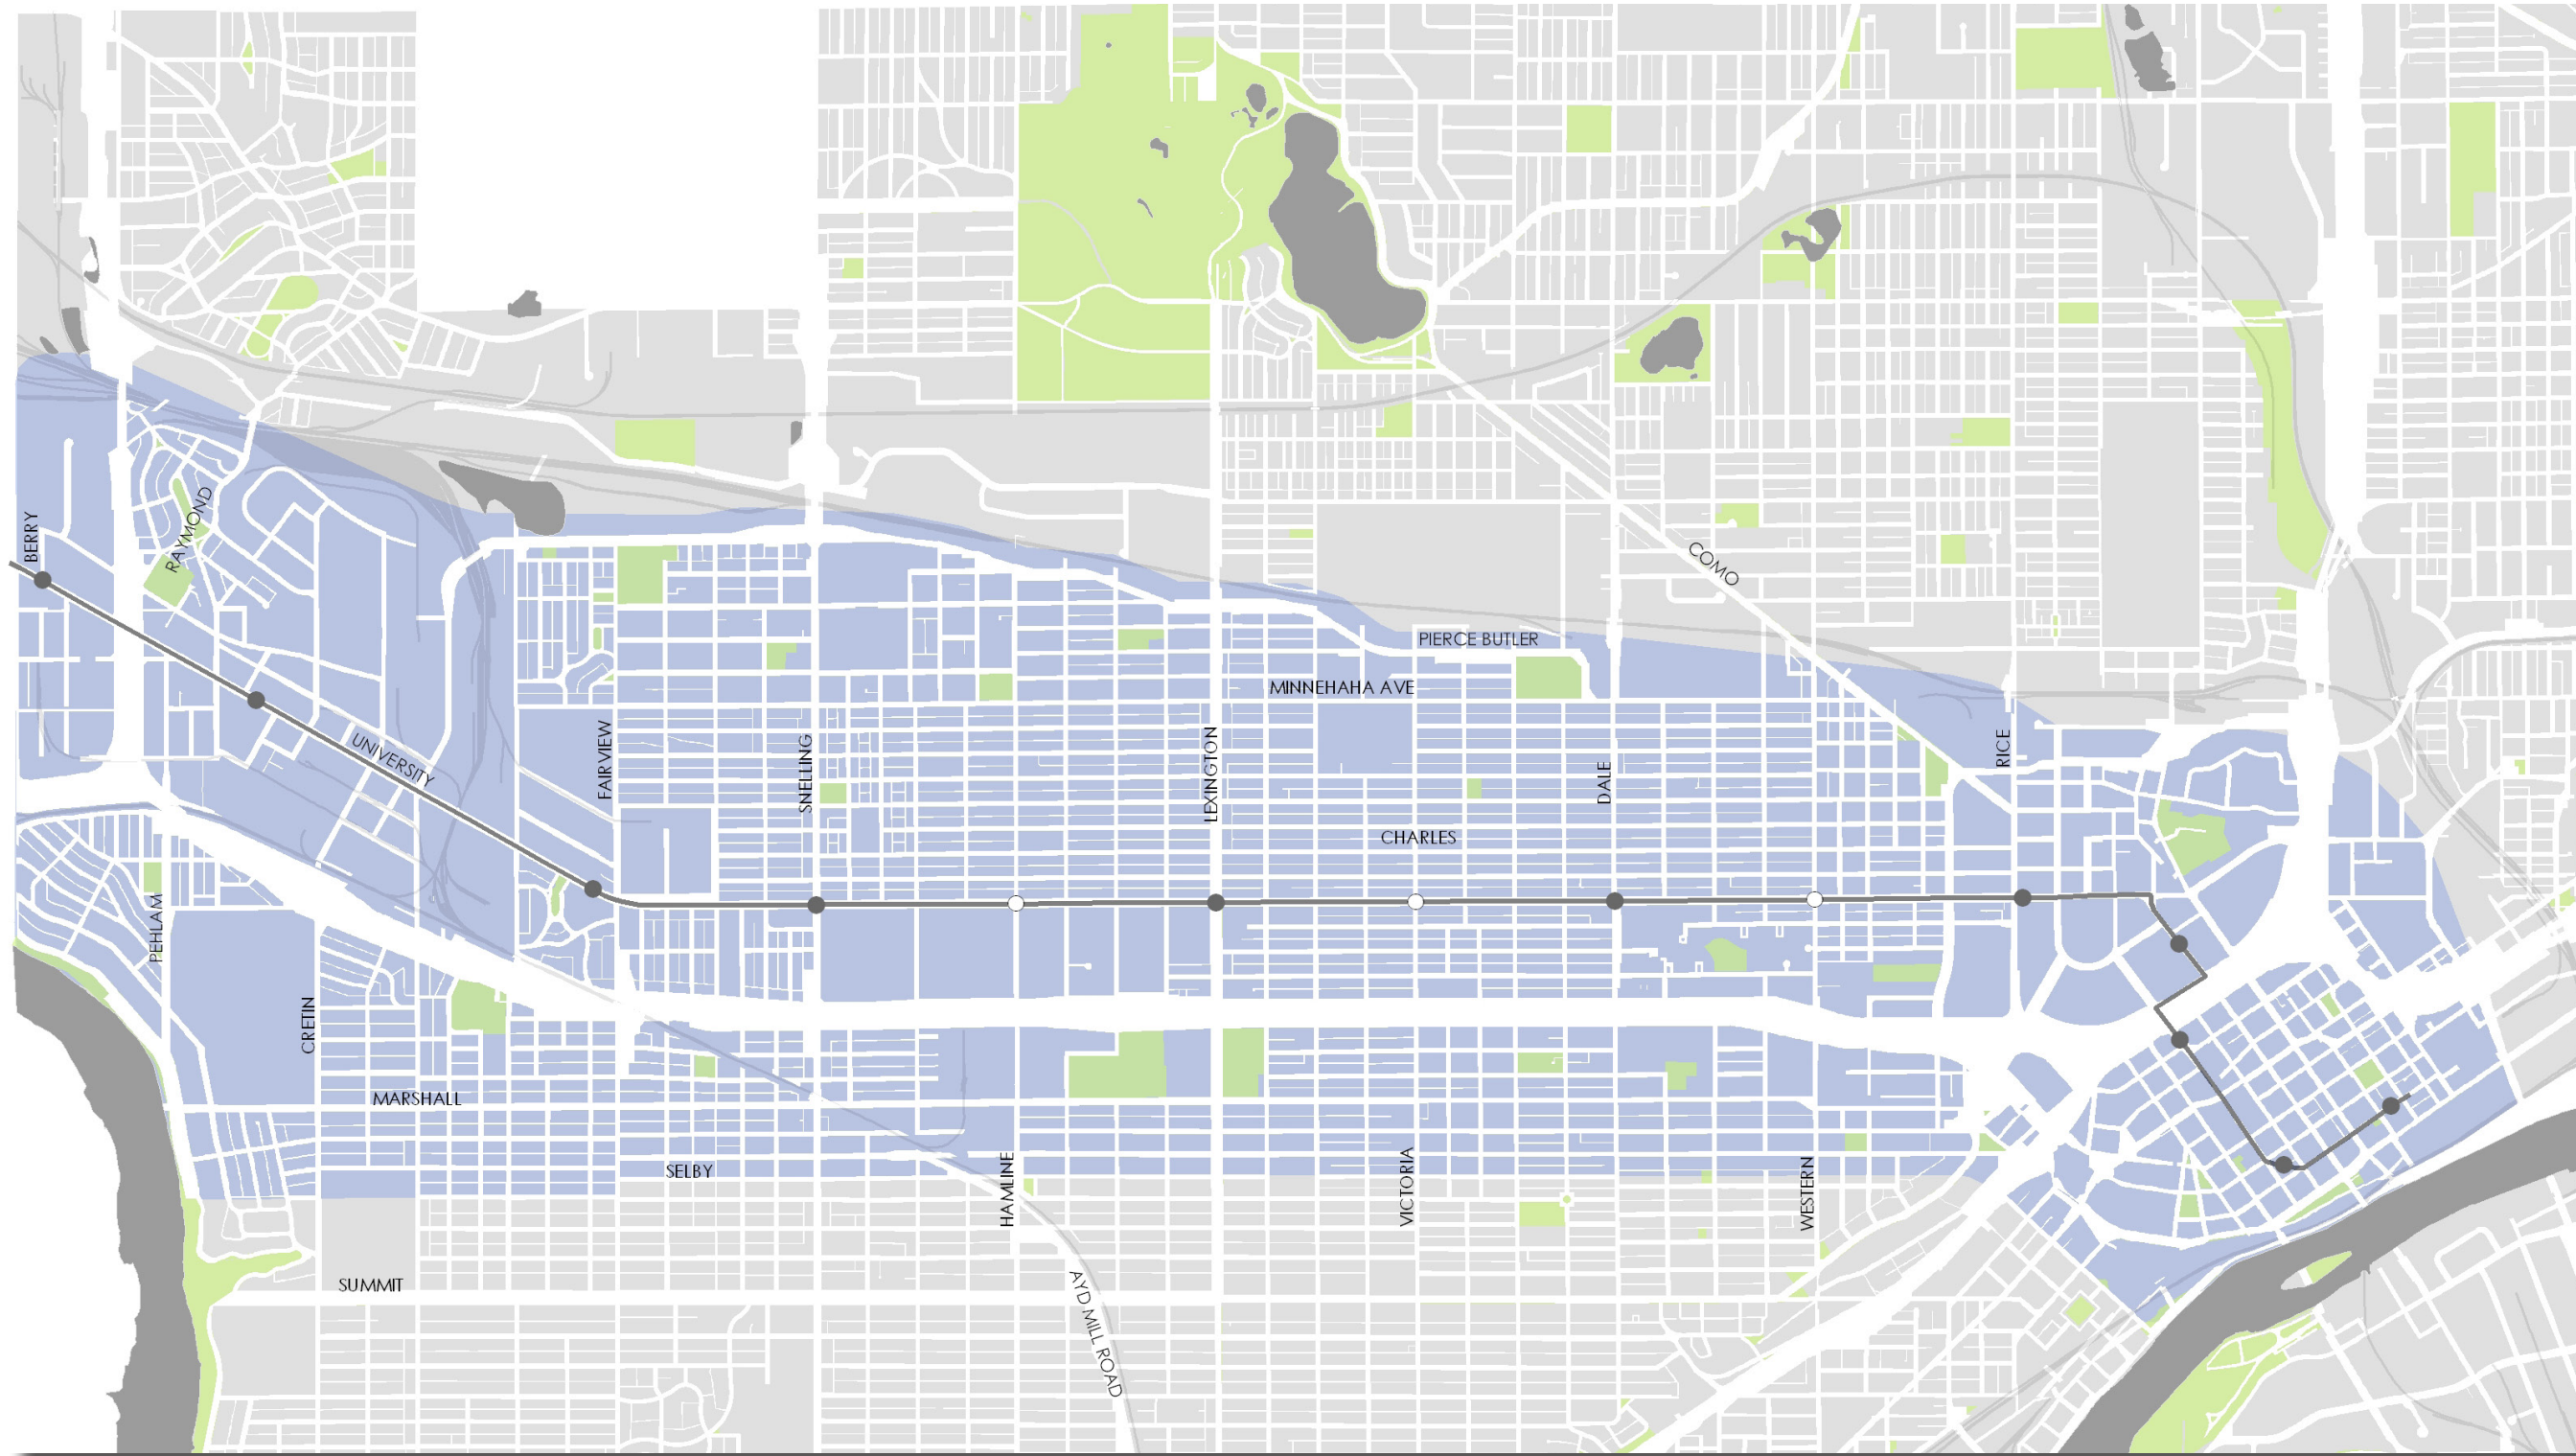 BERRY
RAYMOND
COMO
PIERCE BUTLER
MINNEHAHA AVE
UNIVERSITY
FAIRVIEW
SNELLING
LEXINGTON
DALE
RICE
CHARLES
PEHLAM
CRETIN
MARSHALL
SELBY
HAMLINE
VICTORIA
WESTERN
SUMMIT
AYD MILL ROAD